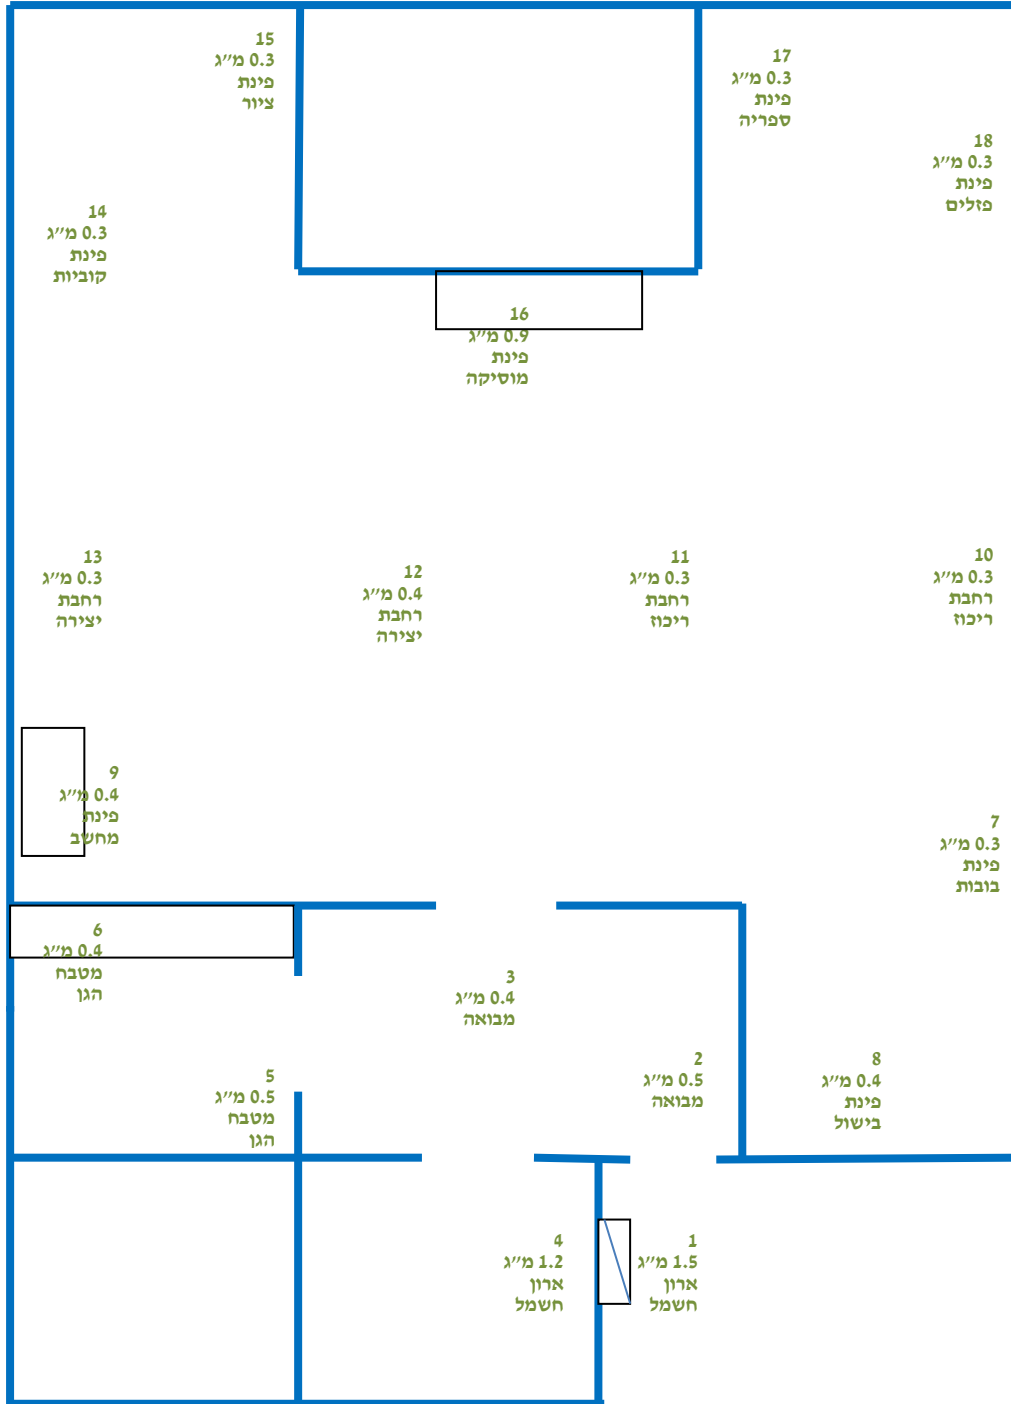 15
0.3 מ״ג
פינת
ציור
17
0.3 מ״ג
פינת
ספריה
18
0.3 מ״ג
פינת
פזלים
14
0.3 מ״ג
פינת
קוביות
16
0.9 מ״ג
פינת
מוסיקה
10
0.3 מ״ג
רחבת
ריכוז
11
0.3 מ״ג
רחבת
ריכוז
12
0.4 מ״ג
רחבת
יצירה
13
0.3 מ״ג
רחבת
יצירה
9
0.4 מ״ג
פינת
מחשב
7
0.3 מ״ג
פינת
בובות
6
0.4 מ״ג
מטבח
הגן
3
0.4 מ״ג
מבואה
2
0.5 מ״ג
מבואה
8
0.4 מ״ג
פינת
בישול
5
0.5 מ״ג
מטבח
הגן
4
1.2 מ״ג
ארון
חשמל
1
1.5 מ״ג
ארון
חשמל